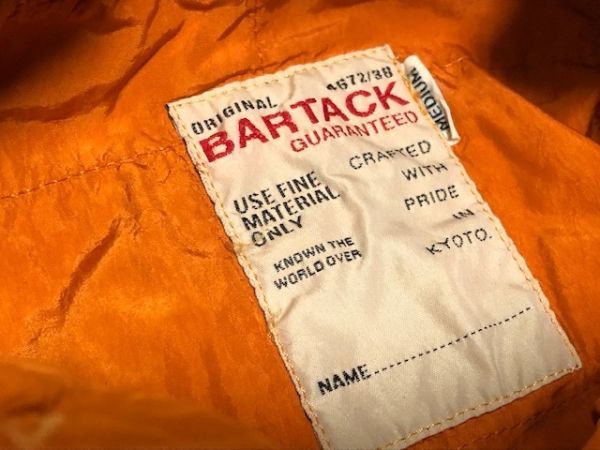 ORIGINAL 4672/38
BARTACK
GUARANTEED
USE FINE
MATERIAL
ONLY
KNOWN THE
WORLD OVER
CRAFTED
WITH
PRIDE
IN
KYOTO.
NAME
MEDIUM